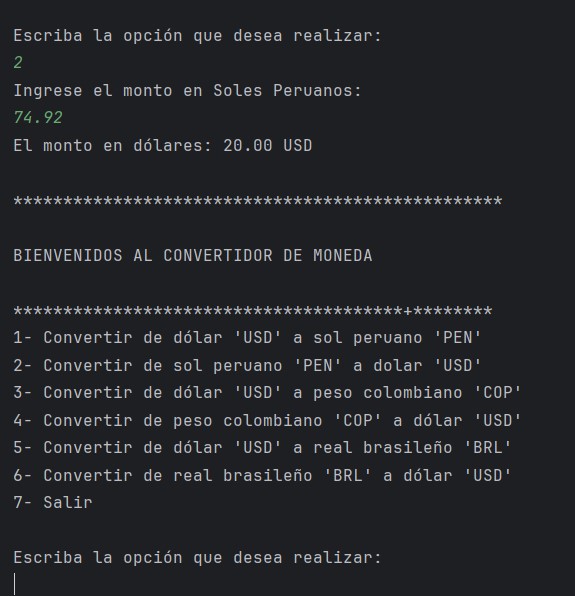 Escriba la opción que desea realizar:
2
Ingrese el monto en Soles Peruanos:
74.92
El monto en dólares: 20.00 USD
*************************************************
BIENVENIDOS AL CONVERTIDOR DE MONEDA
***************************************+********
1- Convertir de dólar 'USD' a sol peruano 'PEN'
2- Convertir de sol peruano 'PEN' a dolar 'USD'
3- Convertir de dólar 'USD' a peso colombiano 'COP'
4- Convertir de peso colombiano 'COP' a dólar 'USD'
5- Convertir de dólar 'USD' a real brasileño 'BRL'
6- Convertir de real brasileño 'BRL' a dólar 'USD'
7- Salir
Escriba la opción que desea realizar: